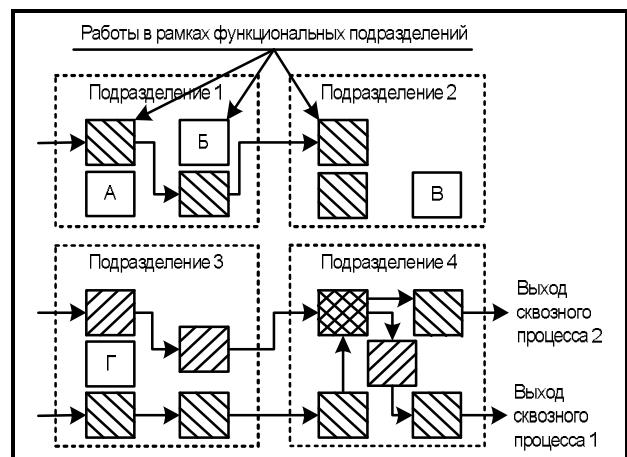 Работы в рамках функциональных подразделений
Подразделение 1
Подразделение 2
Б
А
В
Подразделение 3
Подразделение 4
Г
Выход
сквозного
процесса 2
Выход
сквозного
процесса 1